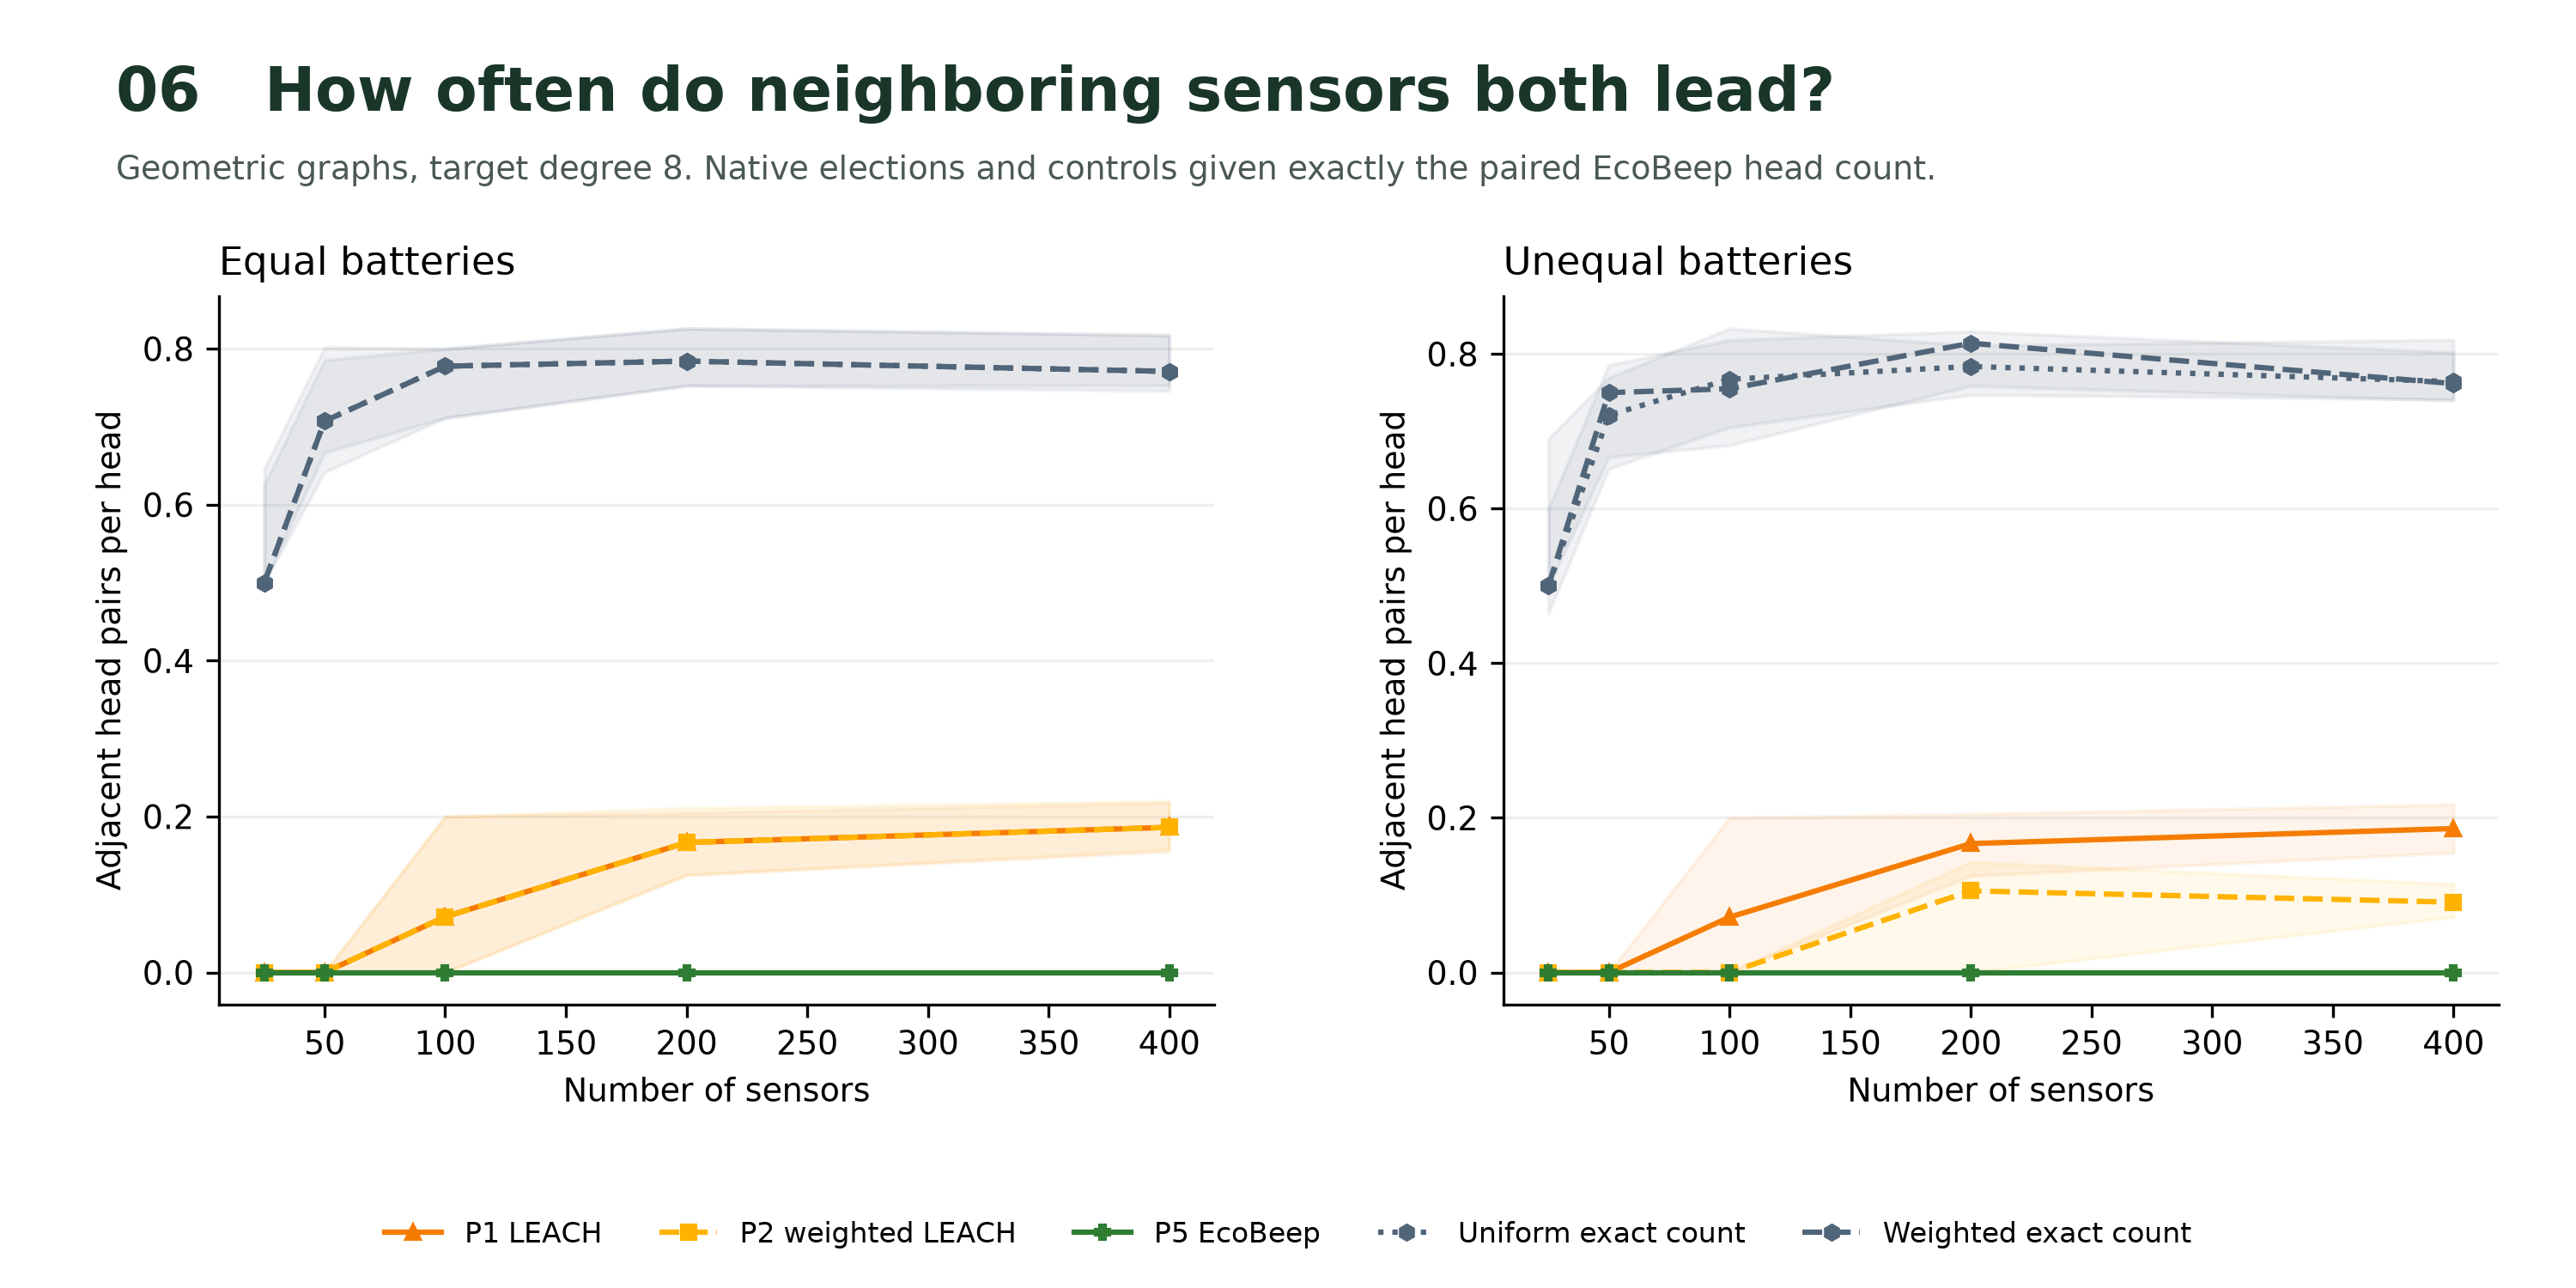 06 How often do neighboring sensors both lead?
Geometric graphs, target degree 8. Native elections and controls given exactly the paired EcoBeep head count.
Equal batteries
Adjacent head pairs per head
0.8
0.6
0.4
0.2
0.0
50 100 150 200 250 300 350 400
Number of sensors
Unequal batteries
Adjacent head pairs per head
0.8
0.6
0.4
0.2
0.0
50 100 150 200 250 300 350 400
Number of sensors
P1 LEACH P2 weighted LEACH P5 EcoBeep Uniform exact count Weighted exact count